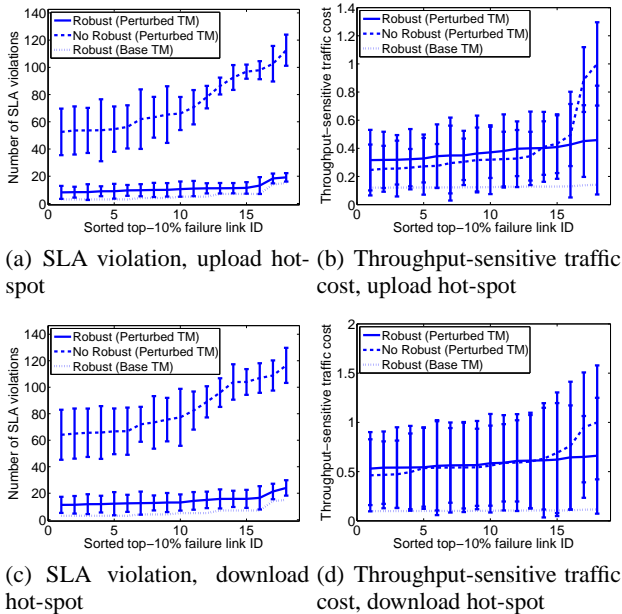 Number of SLA violations
140
120
100
80
60
40
20
0
Robust (Perturbed TM)
No Robust (Perturbed TM)
Robust (Base TM)
0 5 10 15
Sorted top−10% failure link ID
(a) SLA violation, upload hot-
spot
Throughput−sensitive traffic cost
1.4
1.2
1
0.8
0.6
0.4
0.2
0
Robust (Perturbed TM)
No Robust (Perturbed TM)
Robust (Base TM)
0 5 10 15
Sorted top−10% failure link ID
(b) Throughput-sensitive traffic
cost, upload hot-spot
Number of SLA violations
140
120
100
80
60
40
20
0
Robust (Perturbed TM)
No Robust (Perturbed TM)
Robust (Base TM)
0 5 10 15
Sorted top−10% failure link ID
(c) SLA violation, download
hot-spot
Throughput−sensitive traffic cost
2
1.5
1
0.5
0
Robust (Perturbed TM)
No Robust (Perturbed TM)
Robust (Base TM)
0 5 10 15
Sorted top−10% failure link ID
(d) Throughput-sensitive traffic
cost, download hot-spot